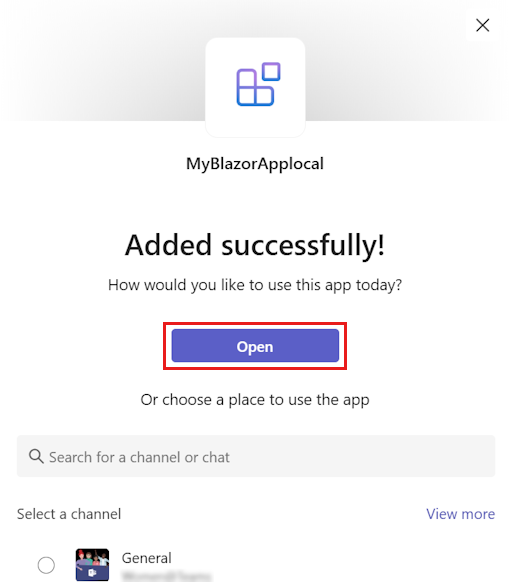 MyBlazorApplocal
Added successfully!
How would you like to use this app today?
Open
Or choose a place to use the app
Search for a channel or chat
Select a channel View more
General